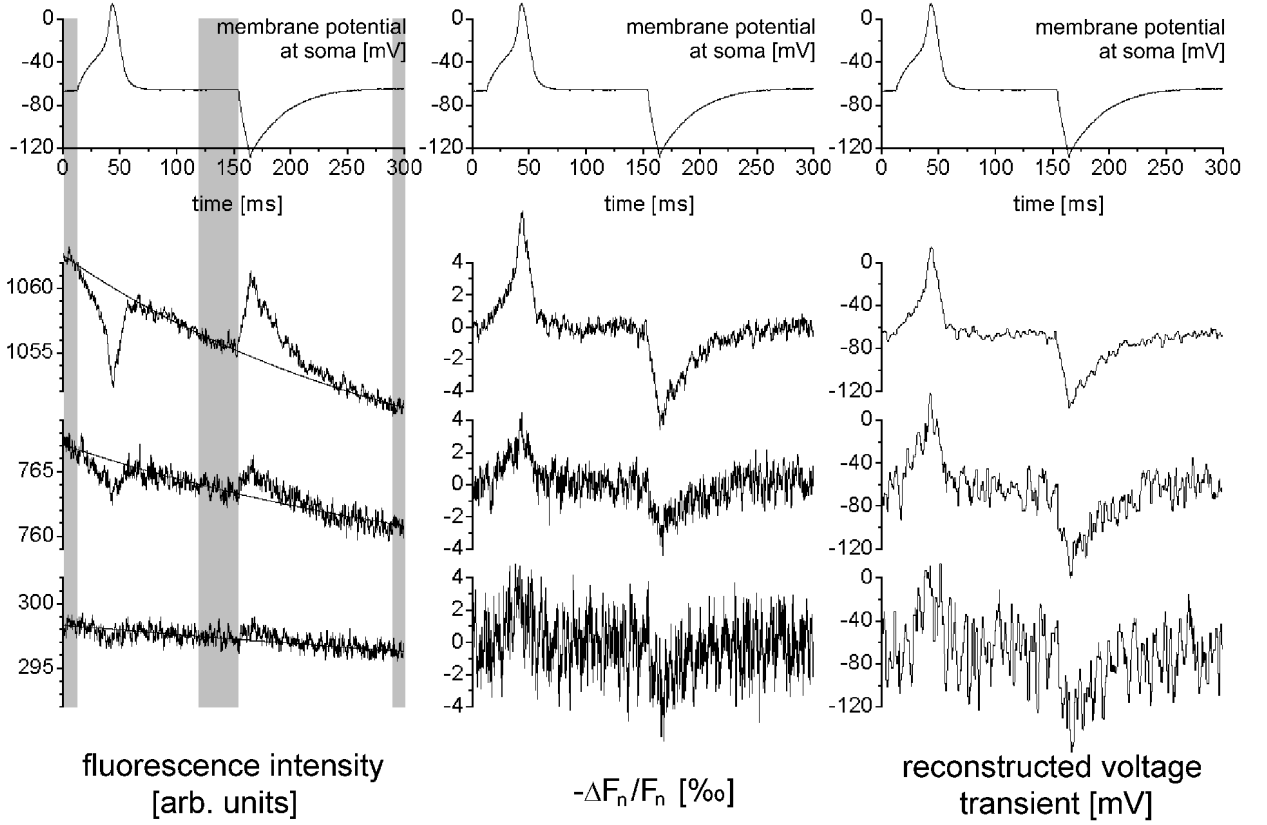 membrane potential
at soma [mV]
0
-40
-80
-120
0 50 100 150 200 250 300
time [ms]
membrane potential
at soma [mV]
0
-40
-80
-120
0 50 100 150 200 250 300
time [ms]
membrane potential
at soma [mV]
0
-40
-80
-120
0 50 100 150 200 250 300
time [ms]
1060
1055
765
760
300
295
fluorescence intensity
[arb. units]
4
2
0
-2
-4
4
2
0
-2
-4
4
2
0
-2
-4
-ΔFn/Fn [‰]
0
-40
-80
-120
0
-40
-80
-120
0
-40
-80
-120
reconstructed voltage
transient [mV]